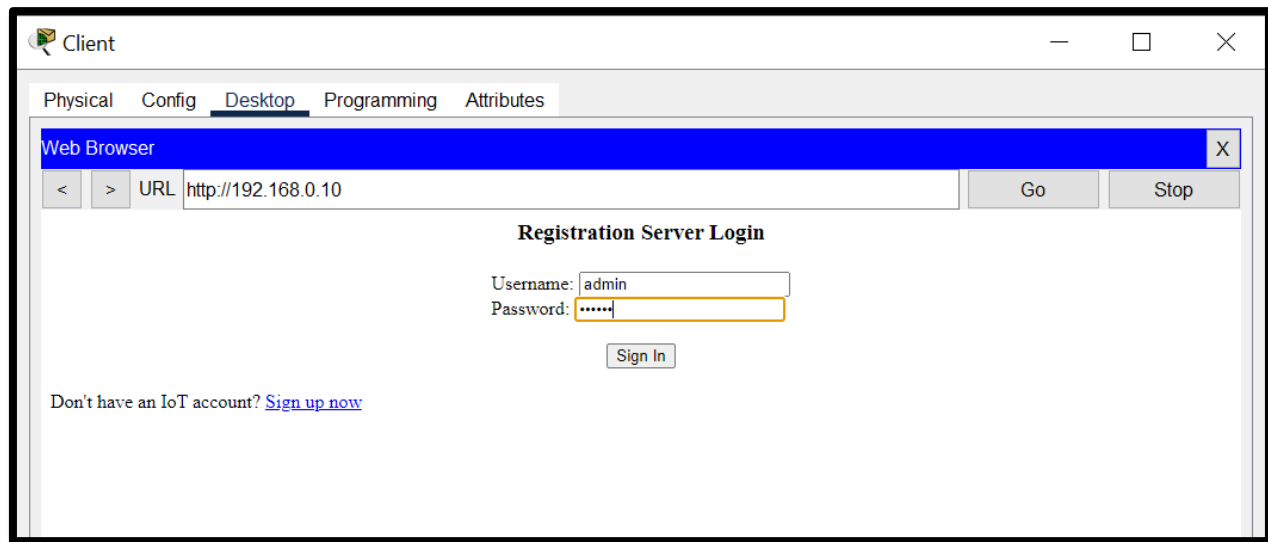 Client
Physical Config Desktop Programming Attributes
Web Browser X
< > URL http://192.168.0.10 Go Stop
Registration Server Login
Username: admin
Password: ••••••
Sign In
Don't have an IoT account? Sign up now